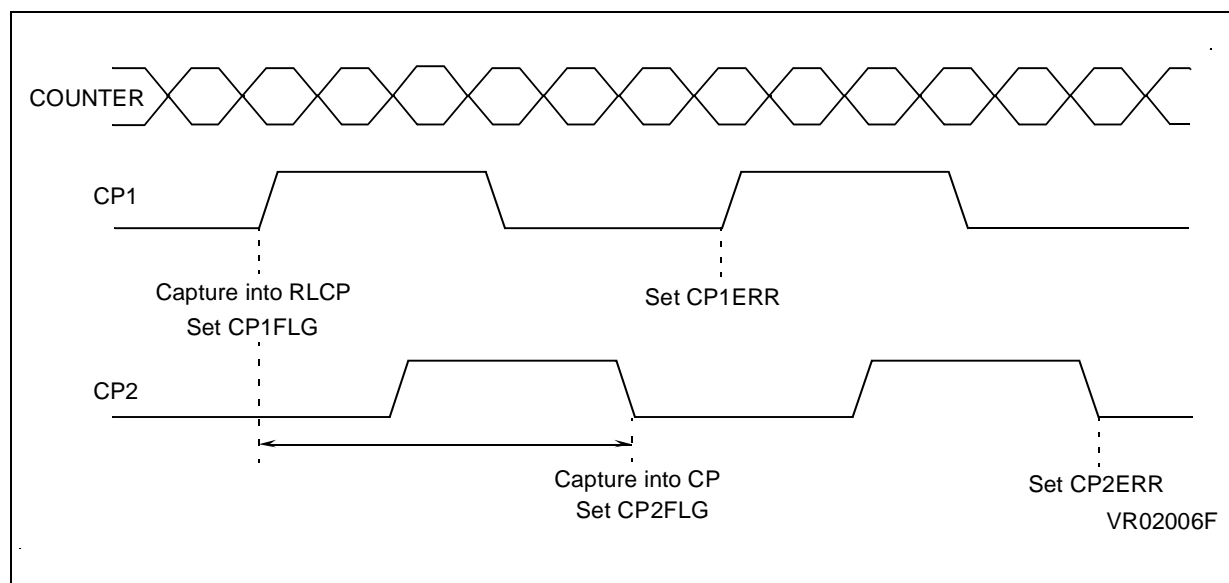 COUNTER
CP1
Capture into RLCP
Set CP1FLG
Set CP1ERR
CP2
Capture into CP
Set CP2FLG
Set CP2ERR
VR02006F